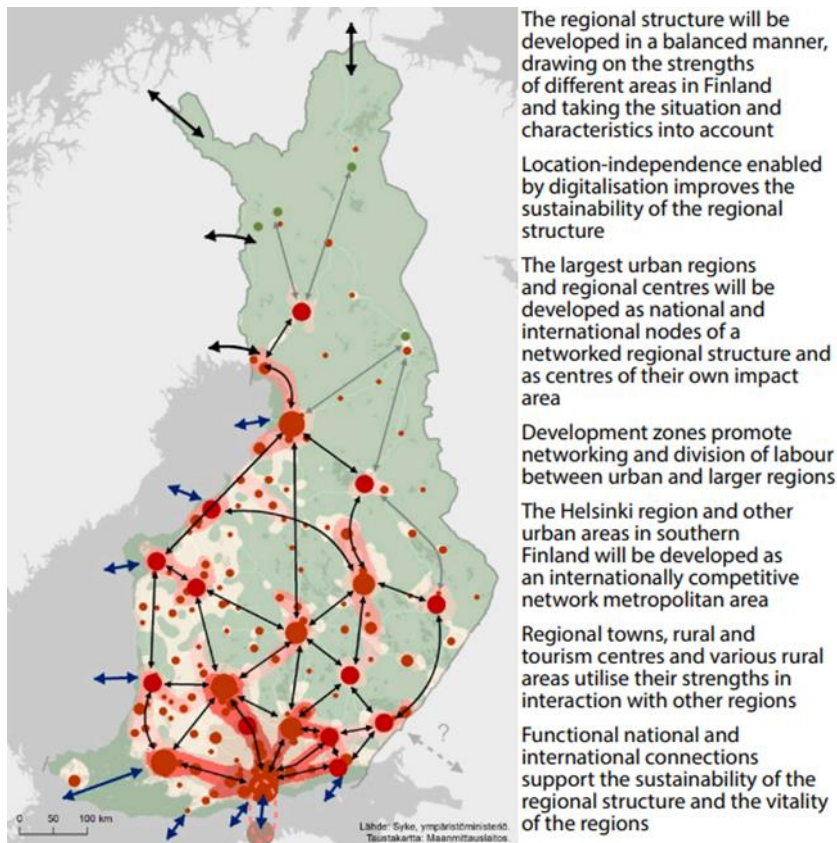 The regional structure will be
developed in a balanced manner,
drawing on the strengths
of different areas in Finland
and taking the situation and
characteristics into account
Location-independence enabled
by digitalisation improves the
sustainability of the regional
structure
The largest urban regions
and regional centres will be
developed as national and
international nodes of a
networked regional structure and
as centres of their own impact
area
Development zones promote
networking and division of labour
between urban and larger regions
The Helsinki region and other
urban areas in southern
Finland will be developed as
an internationally competitive
network metropolitan area
Regional towns, rural and
tourism centres and various rural
areas utilise their strengths in
interaction with other regions
Functional national and
international connections
support the sustainability of the
regional structure and the vitality
of the regions
?
0 50 100 km
Lähde: Syke, ympäristöministeriö.
Taustakartta: Maanmittauslaitos.